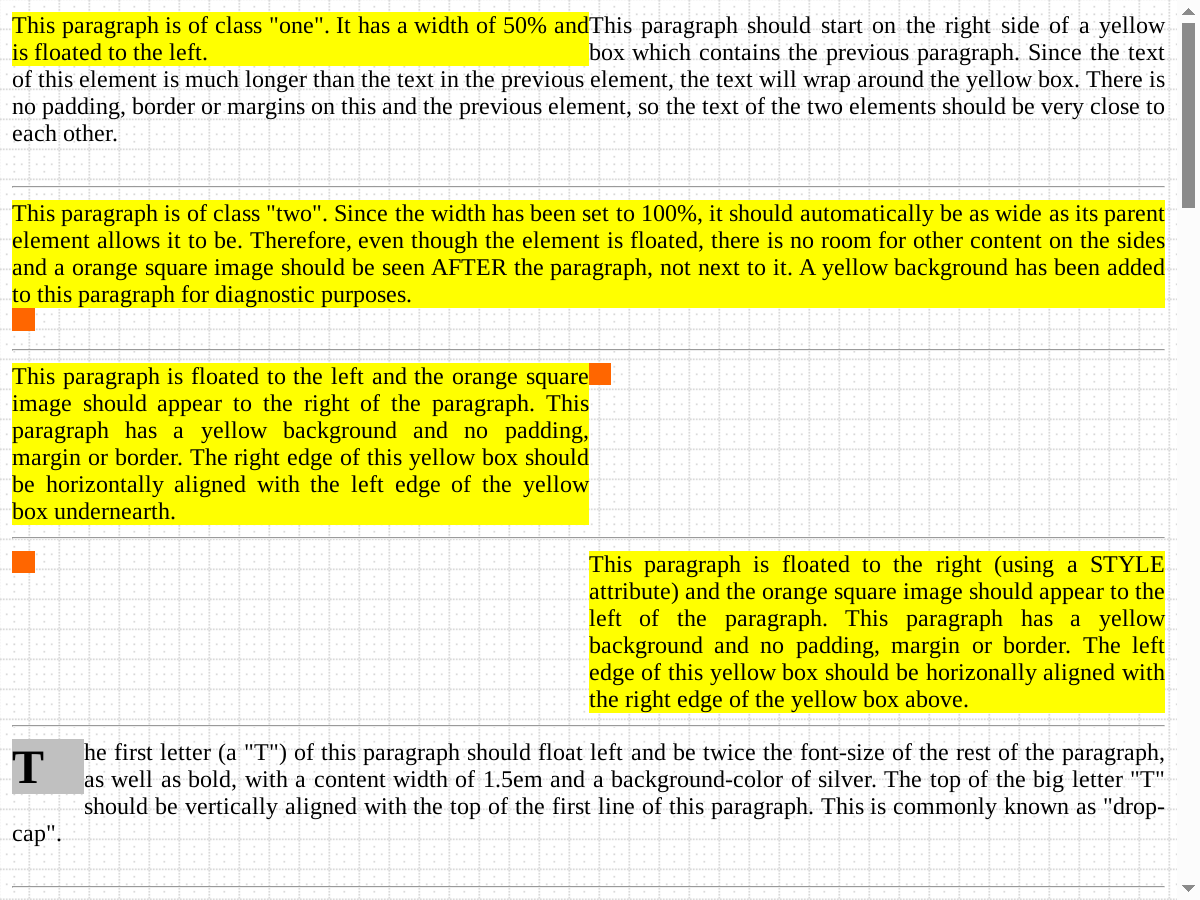 This paragraph is of class "one". It has a width of 50% and
is floated to the left.
This paragraph should start on the right side of a yellow
box which contains the previous paragraph. Since the text
of this element is much longer than the text in the previous element, the text will wrap around the yellow box. There is
no padding, border or margins on this and the previous element, so the text of the two elements should be very close to
each other.
This paragraph is of class "two". Since the width has been set to 100%, it should automatically be as wide as its parent
element allows it to be. Therefore, even though the element is floated, there is no room for other content on the sides
and a orange square image should be seen AFTER the paragraph, not next to it. A yellow background has been added
to this paragraph for diagnostic purposes.
This paragraph is floated to the left and the orange square
image should appear to the right of the paragraph. This
paragraph has a yellow background and no padding,
margin or border. The right edge of this yellow box should
be horizontally aligned with the left edge of the yellow
box undernearth.
This paragraph is floated to the right (using a STYLE
attribute) and the orange square image should appear to the
left of the paragraph. This paragraph has a yellow
background and no padding, margin or border. The left
edge of this yellow box should be horizonally aligned with
the right edge of the yellow box above.
The first letter (a "T") of this paragraph should float left and be twice the font-size of the rest of the paragraph,
as well as bold, with a content width of 1.5em and a background-color of silver. The top of the big letter "T"
should be vertically aligned with the top of the first line of this paragraph. This is commonly known as "drop-
cap".